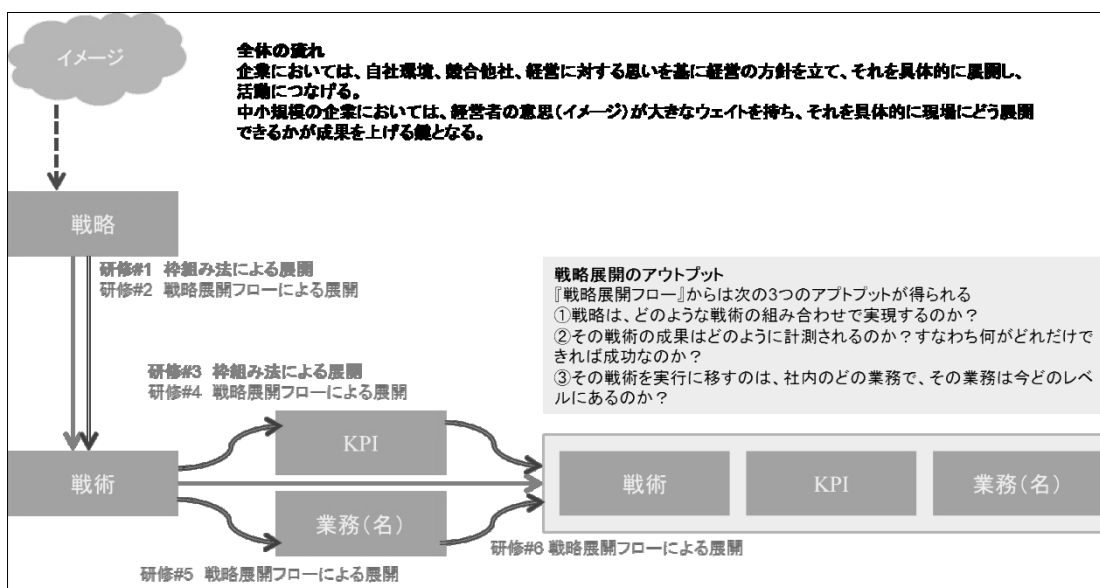 イメージ
全体の流れ
企業においては、自社環境、競合他社、経営に対する思いを基に経営の方針を立て、それを具体的に展開し、
活動につなげる。
中小規模の企業においては、経営者の意思(イメージ)が大きなウェイトを持ち、それを具体的に現場にどう展開
できるかが成果を上げる鍵となる。
戦略
研修#1 枠組み法による展開
研修#2 戦略展開フローによる展開
戦略展開のアウトプット
『戦略展開フロー』からは次の3つのアプトプットが得られる
①戦略は、どのような戦術の組み合わせで実現するのか?
②その戦術の成果はどのように計測されるのか?すなわち何がどれだけで
きれば成功なのか?
③その戦術を実行に移すのは、社内のどの業務で、その業務は今どのレベ
ルにあるのか?
研修#3 枠組み法による展開
研修#4 戦略展開フローによる展開
KPI
戦術
業務(名)
戦術
KPI
業務(名)
研修#6 戦略展開フローによる展開
研修#5 戦略展開フローによる展開